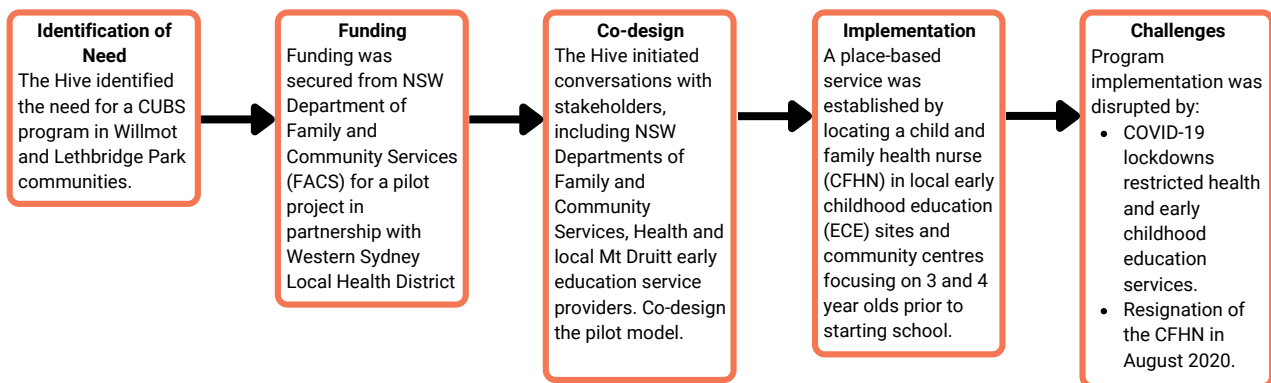 Identification of
Need
The Hive identified
the need for a CUBS
program in Willmot
and Lethbridge Park
communities.
Funding
Funding was
secured from NSW
Department of
Family and
Community Services
(FACS) for a pilot
project in
partnership with
Western Sydney
Local Health District
Co-design
The Hive initiated
conversations with
stakeholders,
including NSW
Departments of
Family and
Community
Services, Health and
local Mt Druitt early
education service
providers. Co-design
the pilot model.
Implementation
A place-based
service was
established by
locating a child and
family health nurse
(CFHN) in local early
childhood education
(ECE) sites and
community centres
focusing on 3 and 4
year olds prior to
starting school.
Challenges
Program
implementation was
disrupted by:
• COVID-19
lockdowns
restricted health
and early
childhood
education
services.
• Resignation of
the CFHN in
August 2020.